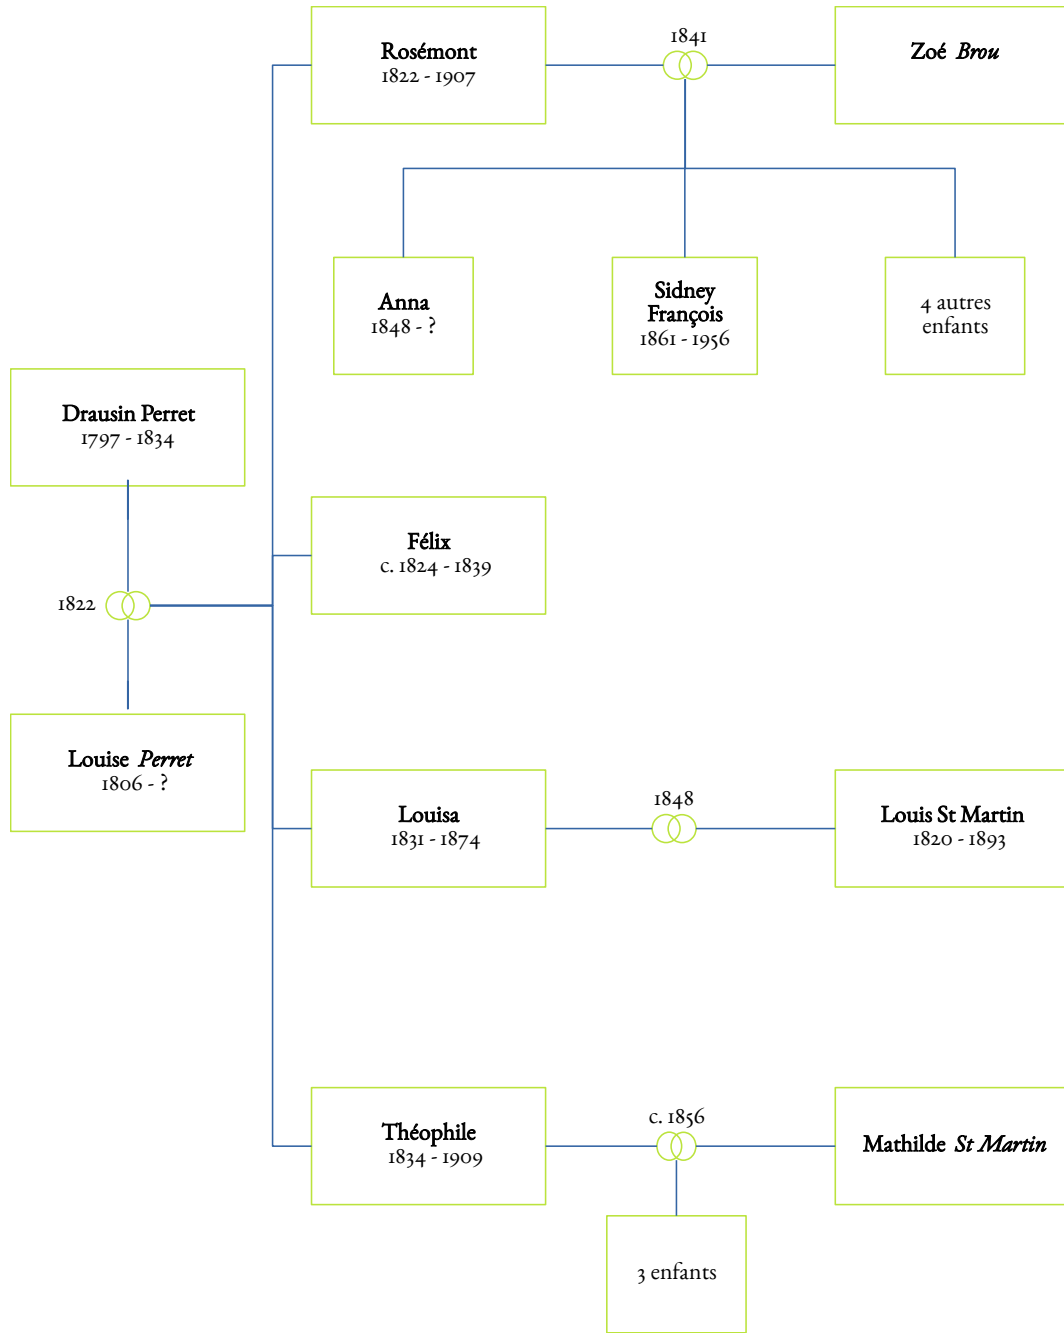 1841
Rosémont
1822 - 1907
Zoé Brou
Anna
1848 - ?
Sidney
François
1861 - 1956
4 autres
enfants
Drausin Perret
1797 - 1834
Félix
c. 1824 - 1839
1822
Louise Perret
1806 - ?
1848
Louisa
1831 - 1874
Louis St Martin
1820 - 1893
c. 1856
Théophile
1834 - 1909
Mathilde St Martin
3 enfants